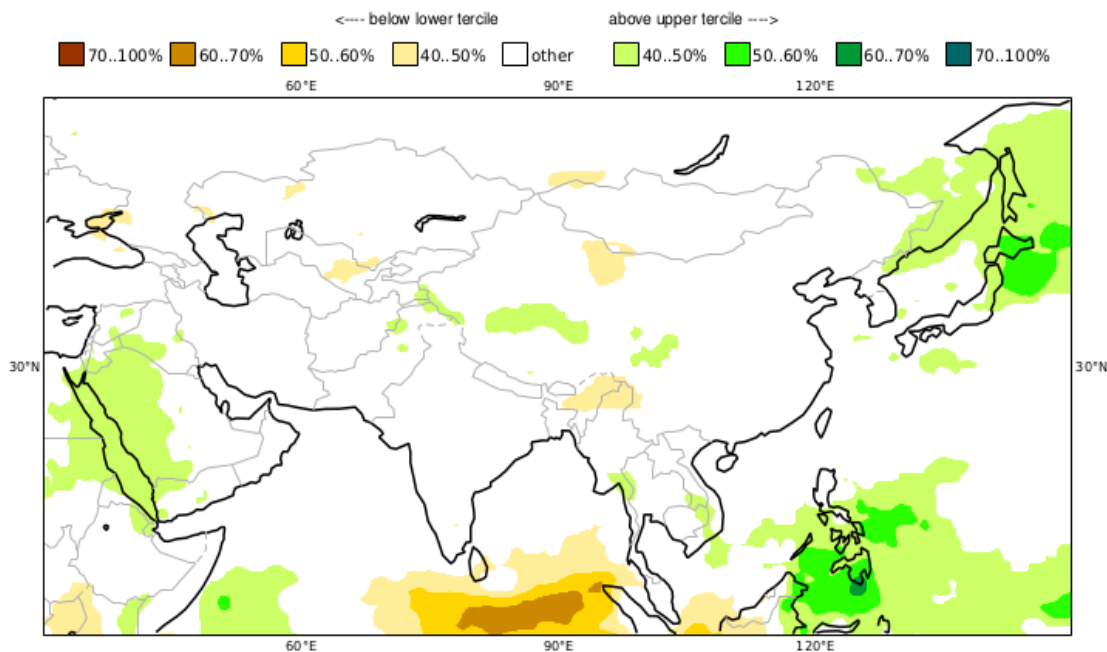 <---- below lower tercile above upper tercile ---->
70..100% 60..70% 50..60% 40..50% other 40..50% 50..60% 60..70% 70..100%
60°E 90°E 120°E
30°N 30°N
60°E 90°E 120°E